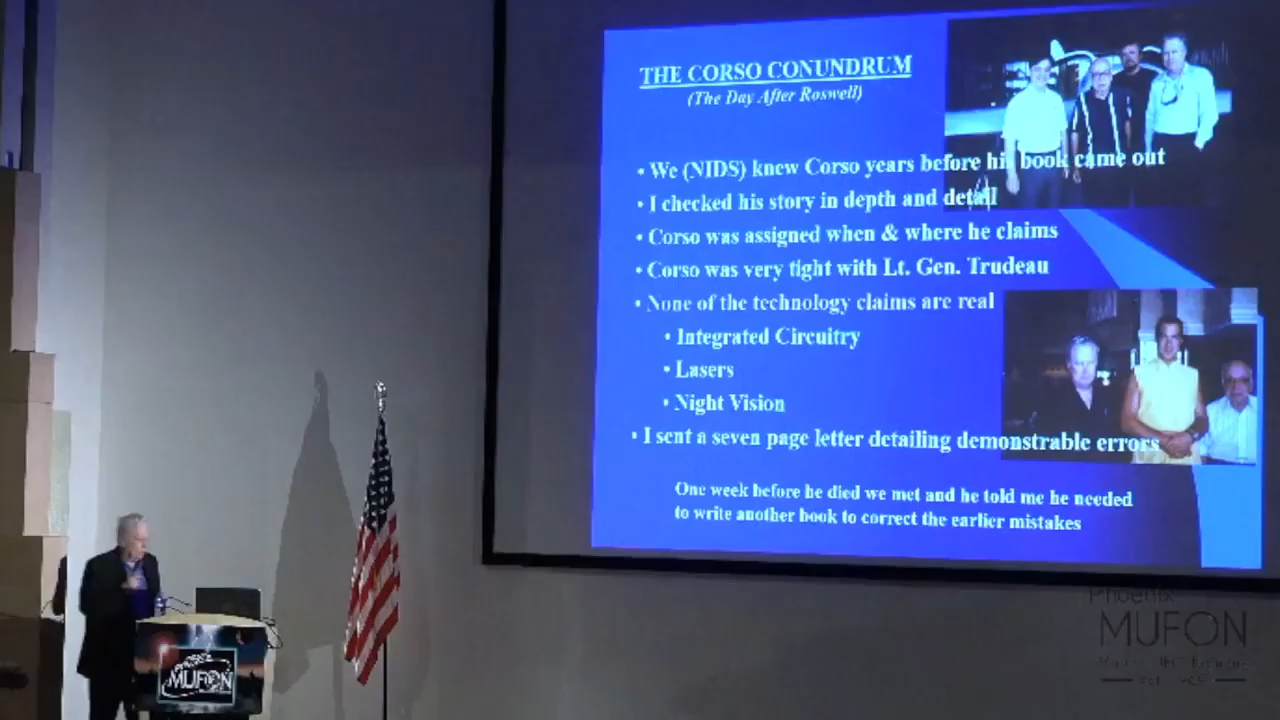 THE CORSO CONUNDRUM
(The Day After Roswell)
• We (NIDS) knew Corso years before his book came out
• I checked his story in depth and detail
• Corso was assigned when & where he claims
• Corso was very tight with Lt. Gen. Trudeau
• None of the technology claims are real
• Integrated Circuitry
• Lasers
• Night Vision
• I sent a seven page letter detailing demonstrable errors
One week before he died we met and he told me he needed
to write another book to correct the earlier mistakes
MUFON
Phoenix
MUFON